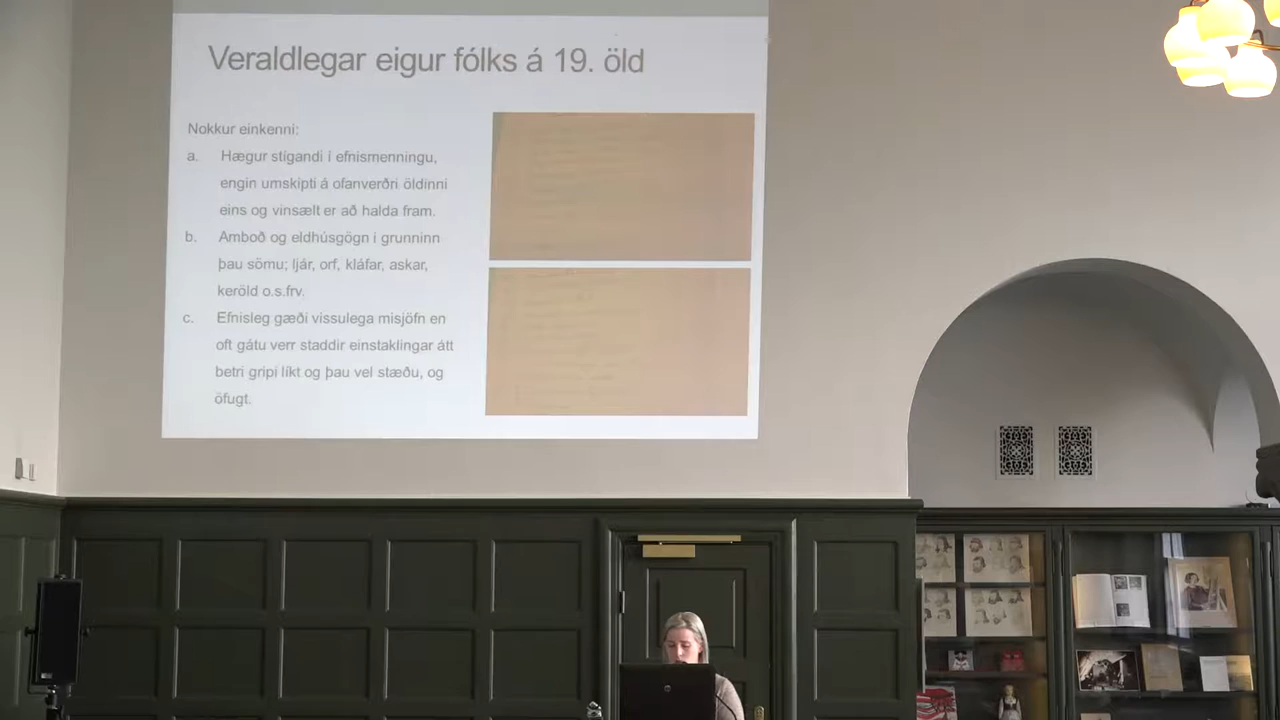 Veraldlegar eigur fólks á 19. öld
Nokkur einkenni:
a. Hægur stígandi í efnismenningu,
engin umskipti á ofanverðri öldinni
eins og vinsælt er að halda fram.
b. Amboð og eldhúsgögn í grunninn
þau sömu; ljár, orf, kláfar, askar,
keröld o.s.frv.
c. Efnisleg gæði vissulega misjöfn en
oft gátu verr staddir einstaklingar átt
betri gripi líkt og þau vel stæðu, og
öfugt.